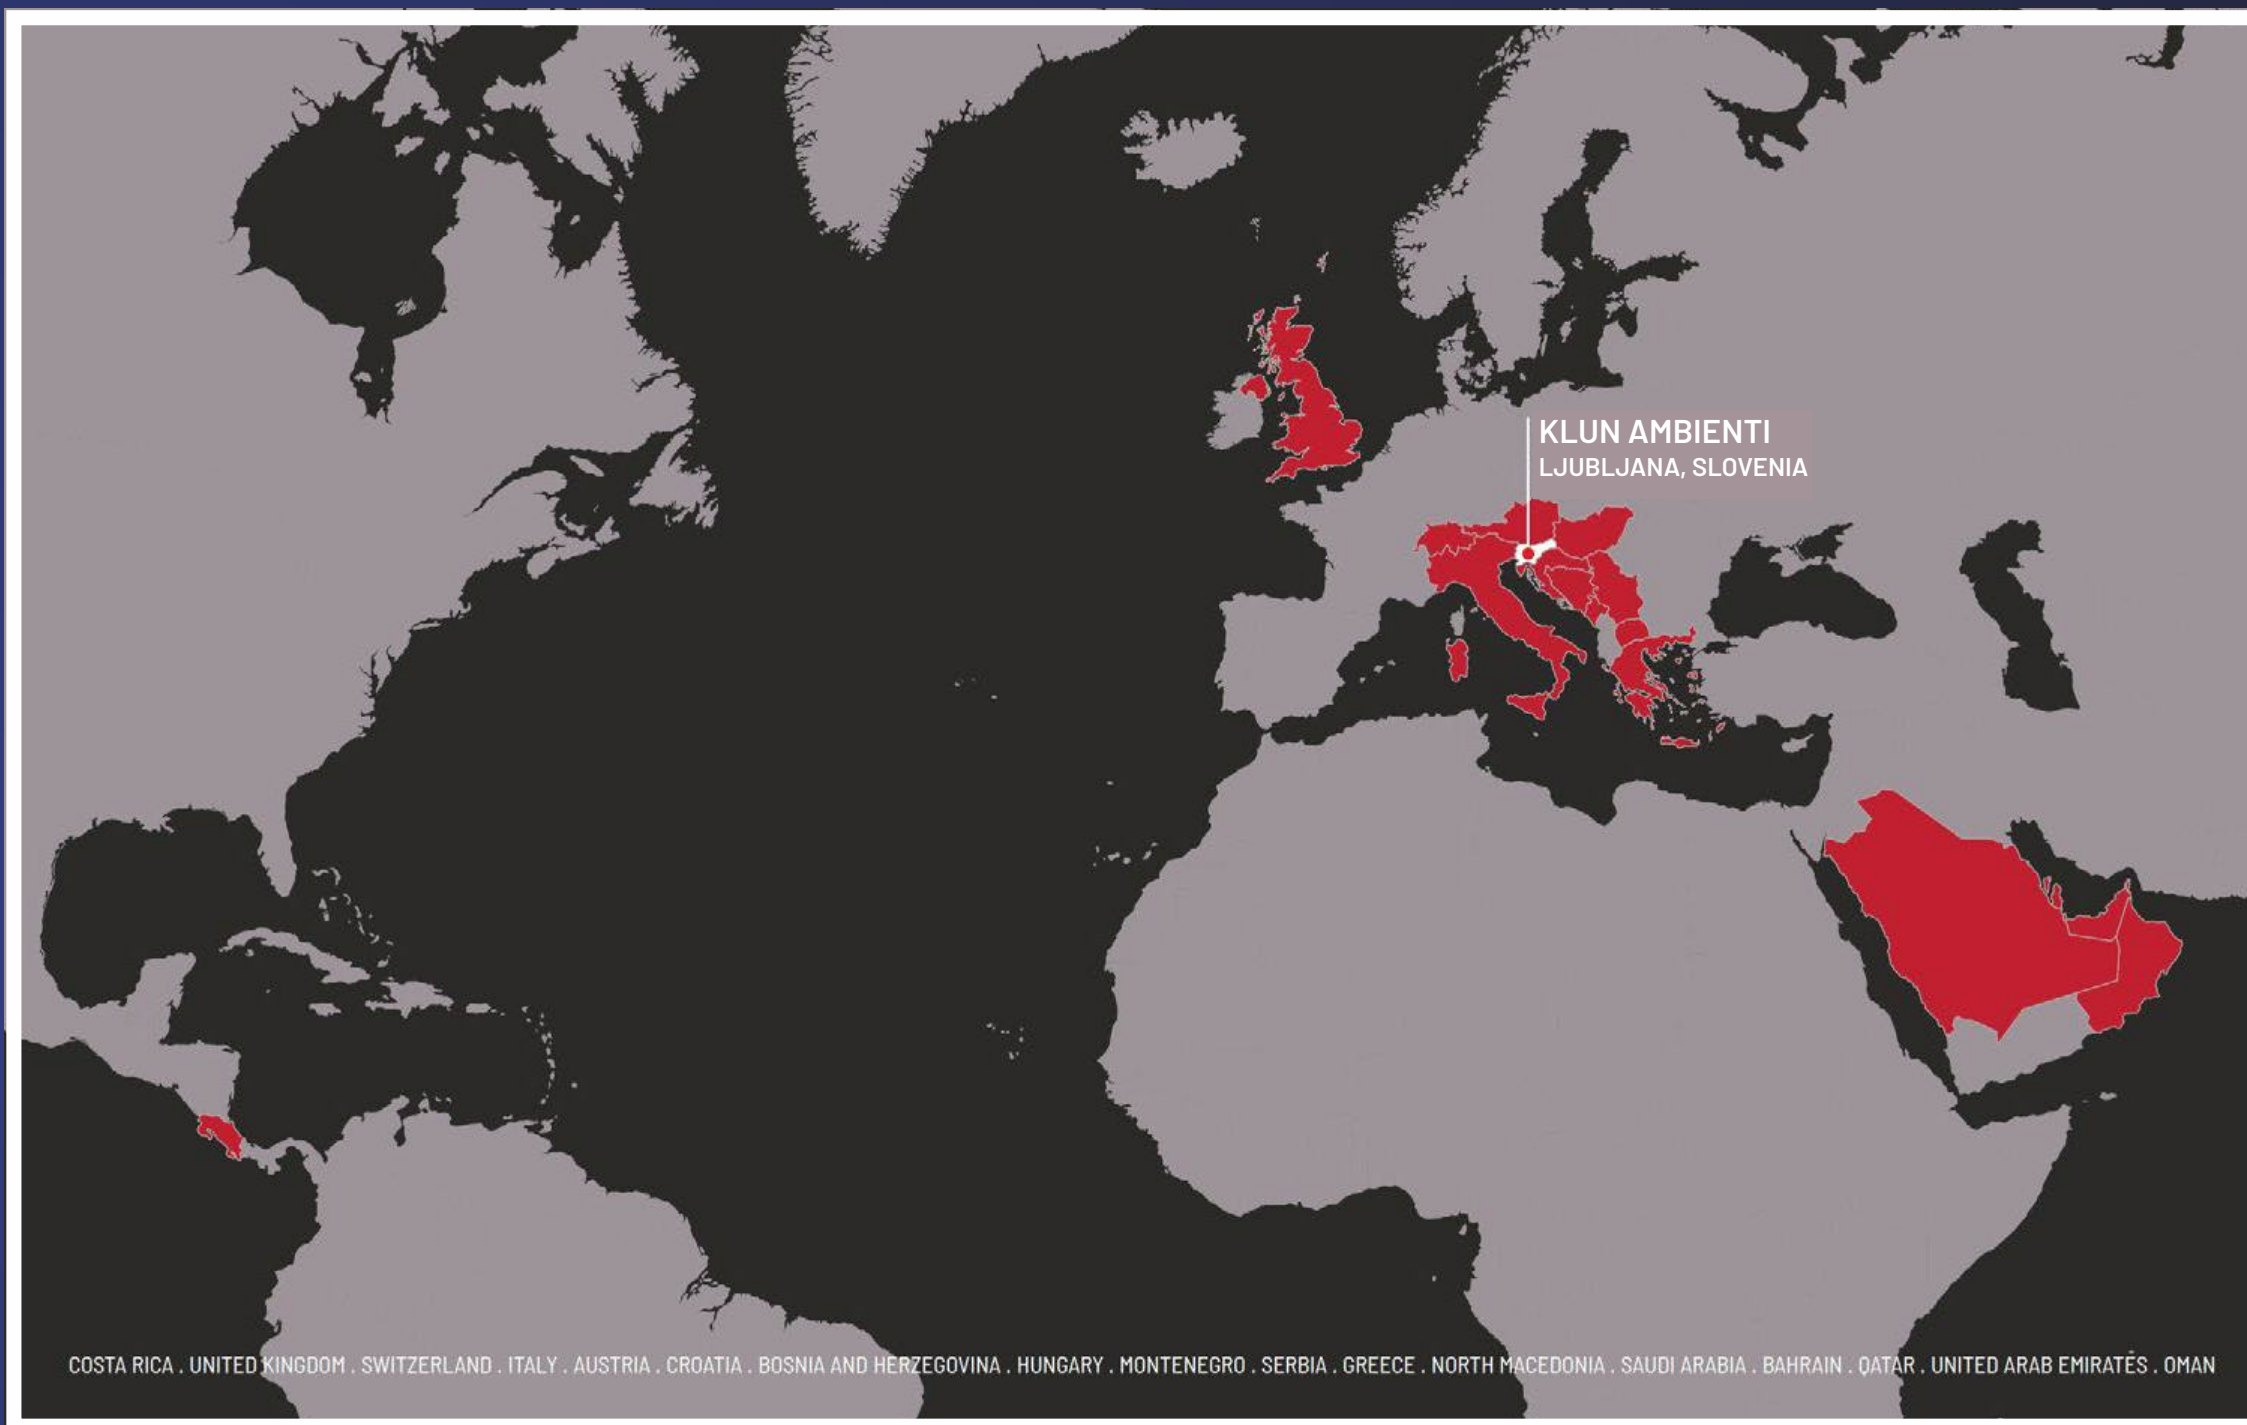 KLUN AMBIENTI
LJUBLJANA, SLOVENIA
COSTA RICA . UNITED KINGDOM . SWITZERLAND . ITALY . AUSTRIA . CROATIA . BOSNIA AND HERZEGOVINA . HUNGARY . MONTENEGRO . SERBIA . GREECE . NORTH MACEDONIA . SAUDI ARABIA . BAHRAIN . QATAR . UNITED ARAB EMIRATES . OMAN